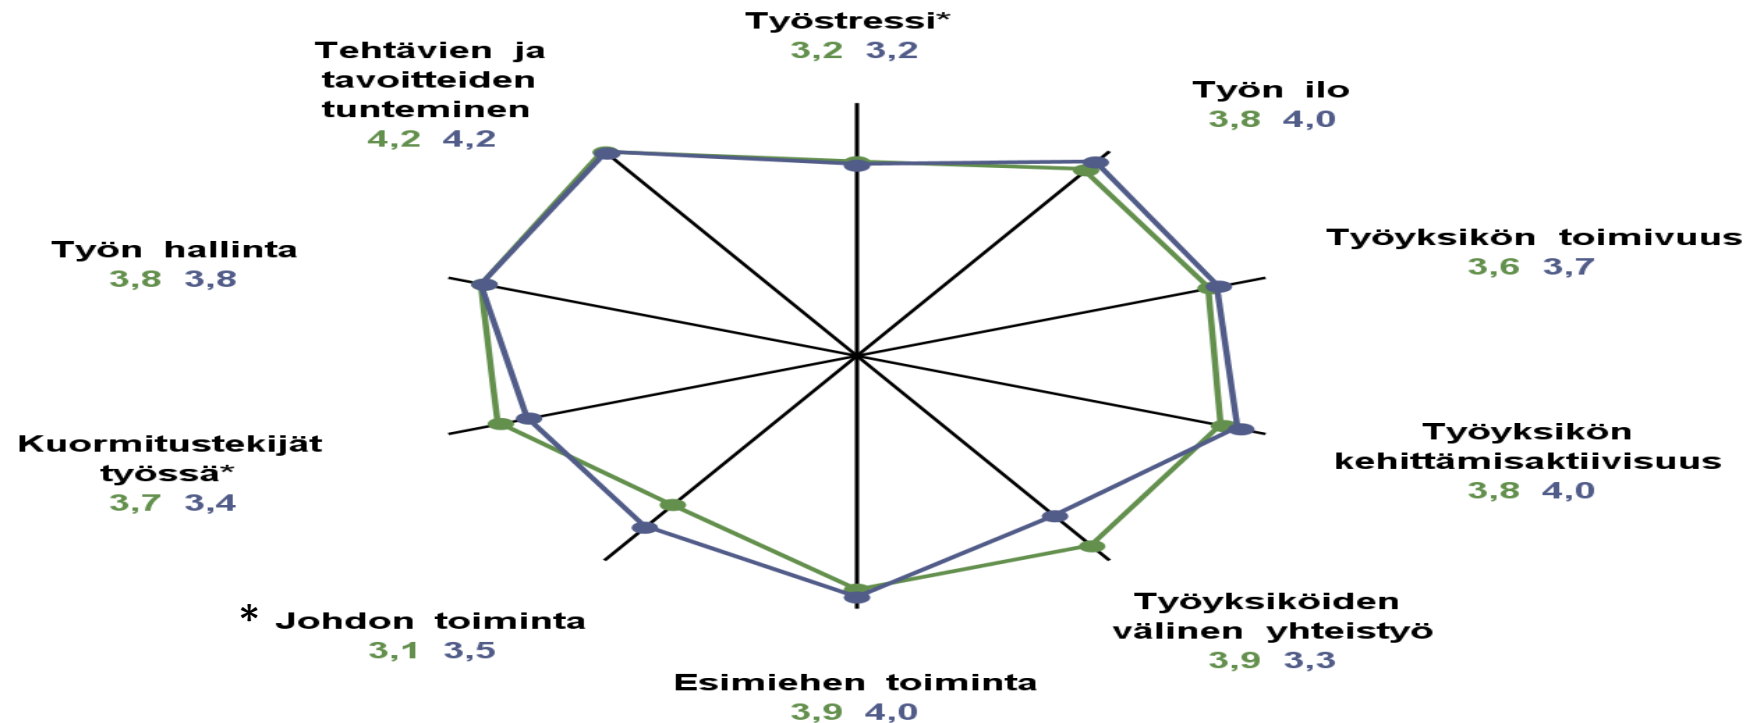 Työstressi*
3,2 3,2
Työn ilo
3,8 4,0
Työyksikön toimivuus
3,6 3,7
Työyksikön
kehittämisaktiivisuus
3,8 4,0
Työyksiköiden
välinen yhteistyö
3,9 3,3
Esimiehen toiminta
3,9 4,0
* Johdon toiminta
3,1 3,5
Kuormitustekijät
työssä*
3,7 3,4
Työn hallinta
3,8 3,8
Tehtävien ja
tavoitteiden
tunteminen
4,2 4,2